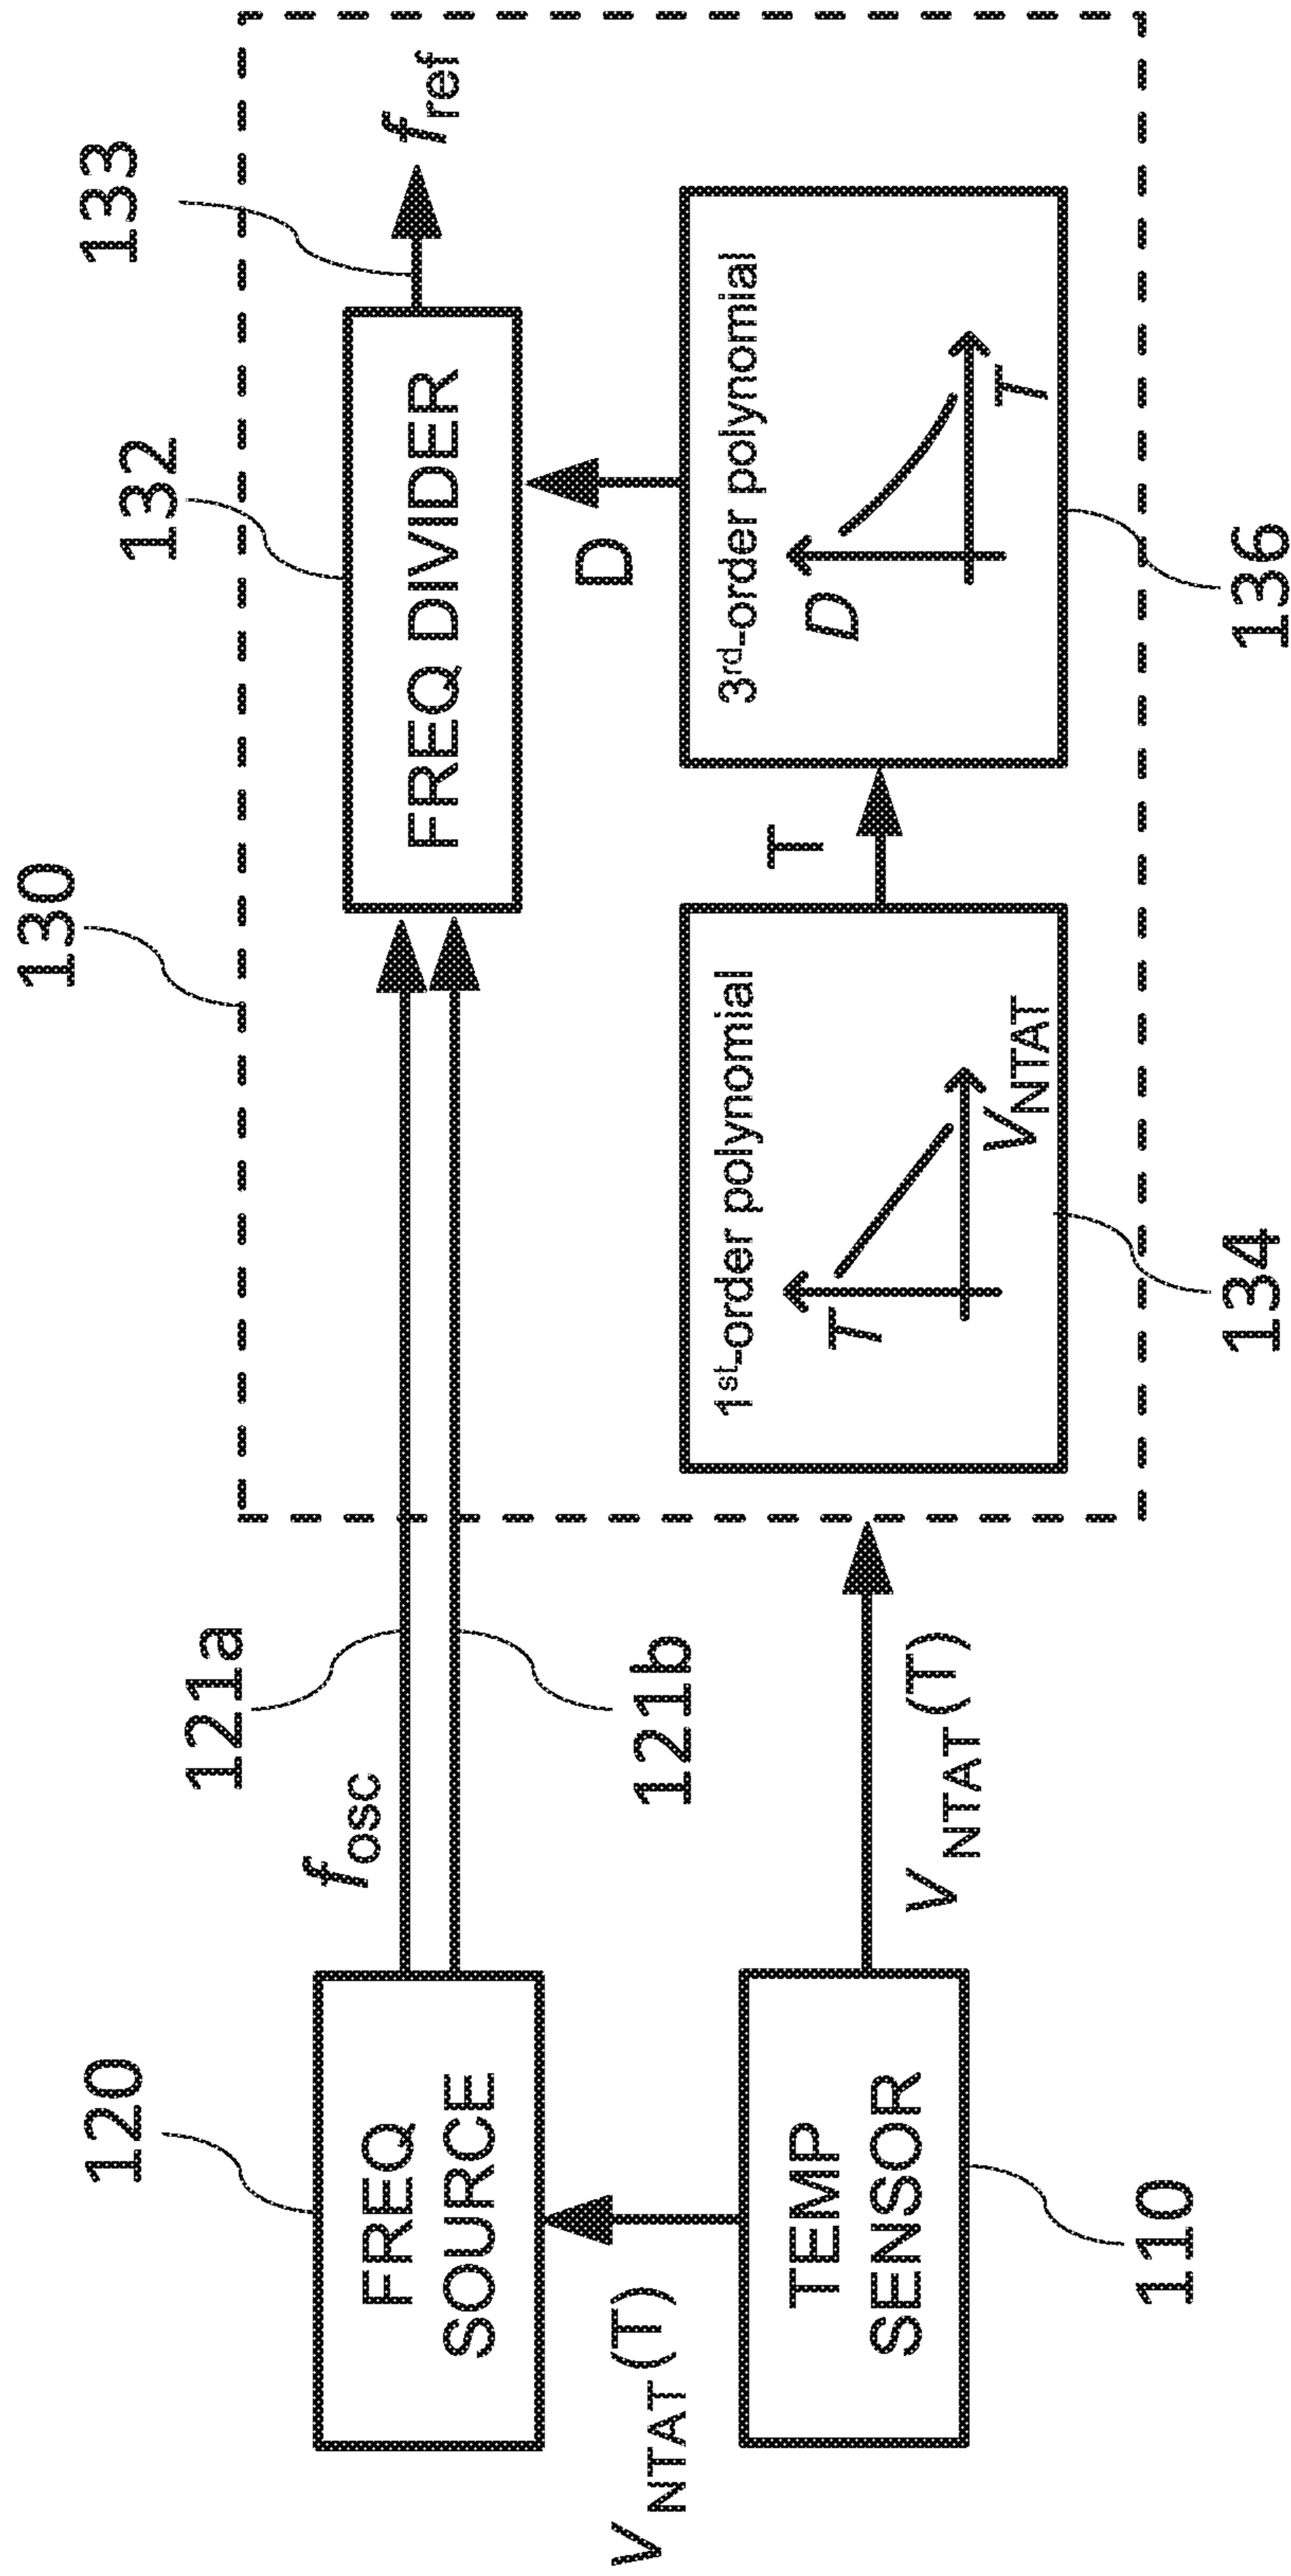 130
133
132
120
121a
fosc
121b
FREQ
SOURCE
FREQ DIVIDER
fref
D
VNTAT(T)
TEMP
SENSOR
110
VNTAT(T)
1st-order polynomial
T
VNTAT
134
T
3rd-order polynomial
D
T
136